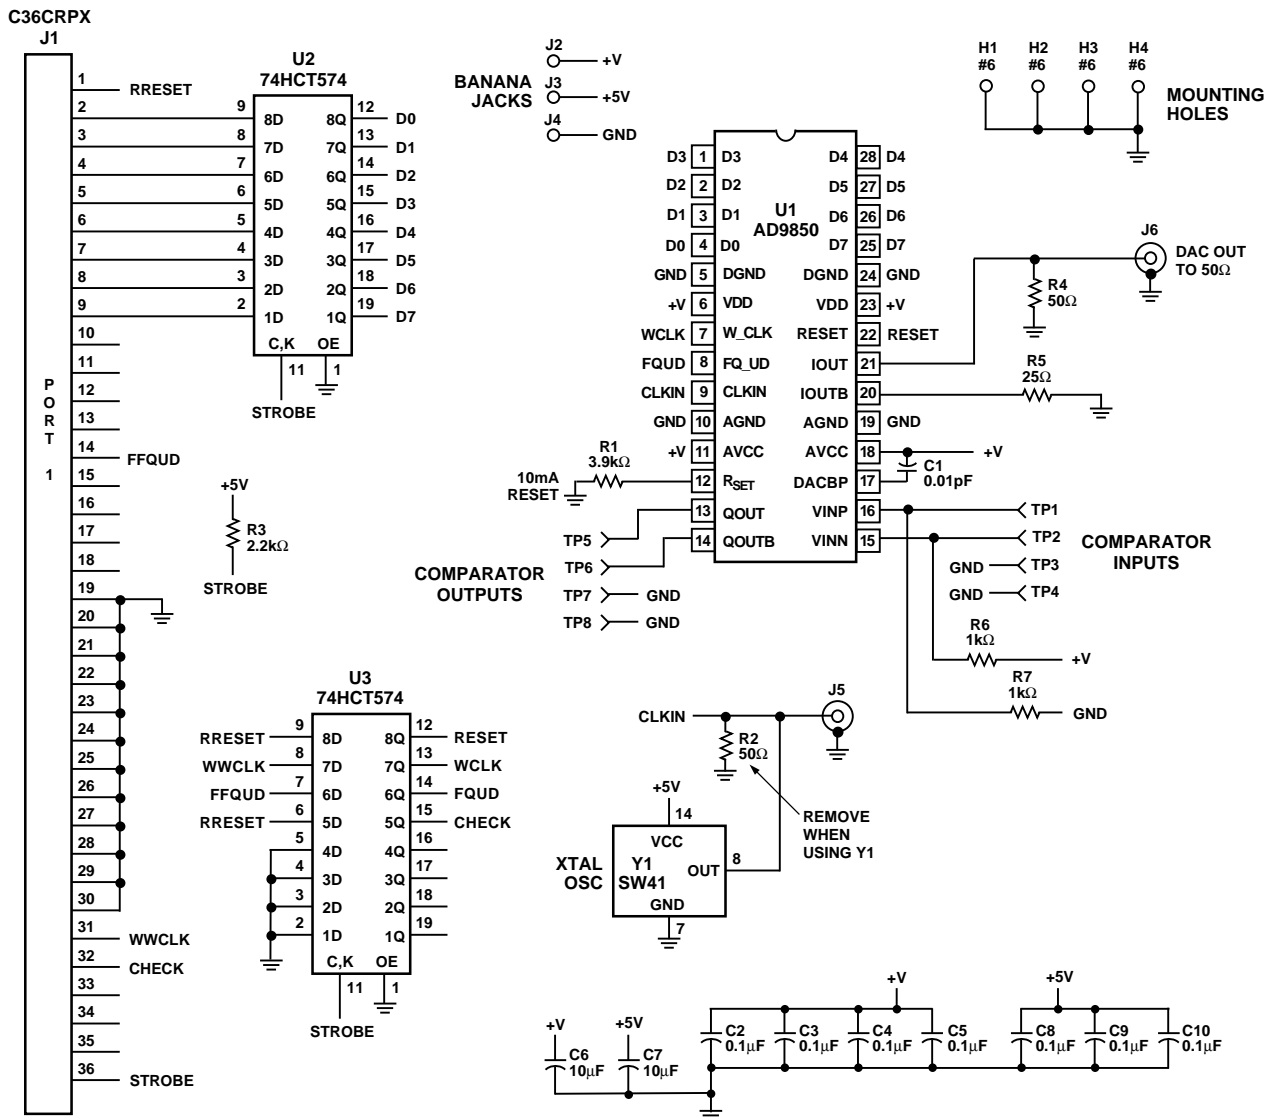 C36CRPX
J1
PORT 1
1
RRESET
2
3
4
5
6
7
8
9
10
11
12
13
14
FFQUD
15
16
17
18
19
20
21
22
23
24
25
26
27
28
29
30
31
WWCLK
32
CHECK
33
34
35
36
STROBE
U2
74HCT574
9 8D 8Q 12 D0
8 7D 7Q 13 D1
7 6D 6Q 14 D2
6 5D 5Q 15 D3
5 4D 4Q 16 D4
4 3D 3Q 17 D5
3 2D 2Q 18 D6
2 1D 1Q 19 D7
C,K OE
11 1
STROBE
+5V
R3
2.2kΩ
STROBE
U3
74HCT574
RRESET 9 8D 8Q 12 RESET
WWCLK 8 7D 7Q 13 WCLK
FFQUD 7 6D 6Q 14 FQUD
RRESET 6 5D 5Q 15 CHECK
5 4D 4Q 16
4 3D 3Q 17
3 2D 2Q 18
2 1D 1Q 19
C,K OE
11 1
STROBE
BANANA
JACKS
J2 +V
J3 +5V
J4 GND
H1 H2 H3 H4
#6 #6 #6 #6
MOUNTING
HOLES
U1
AD9850
D3 1 D3 D4 28 D4
D2 2 D2 D5 27 D5
D1 3 D1 D6 26 D6
D0 4 D0 D7 25 D7
GND 5 DGND DGND 24 GND
+V 6 VDD VDD 23 +V
WCLK 7 W_CLK RESET 22 RESET
FQUD 8 FQ_UD IOUT 21
CLKIN 9 CLKIN IOUTB 20
GND 10 AGND AGND 19 GND
+V 11 AVCC AVCC 18 +V
12 RSET DACBP 17
13 QOUT VINP 16 TP1
14 QOUTB VINN 15 TP2
R1
3.9kΩ
10mA
RESET
J6
DAC OUT
TO 50Ω
R4
50Ω
R5
25Ω
C1
0.01pF
TP5
TP6
TP7 GND
TP8 GND
COMPARATOR
OUTPUTS
GND TP3
GND TP4
COMPARATOR
INPUTS
R6
1kΩ
+V
R7
1kΩ
GND
CLKIN
J5
R2
50Ω
REMOVE
WHEN
USING Y1
+5V
14
VCC
XTAL
OSC
Y1
SW41
OUT
8
GND
7
+V
C6
10µF
+5V
C7
10µF
+V
C2
0.1µF
C3
0.1µF
C4
0.1µF
C5
0.1µF
+5V
C8
0.1µF
C9
0.1µF
C10
0.1µF